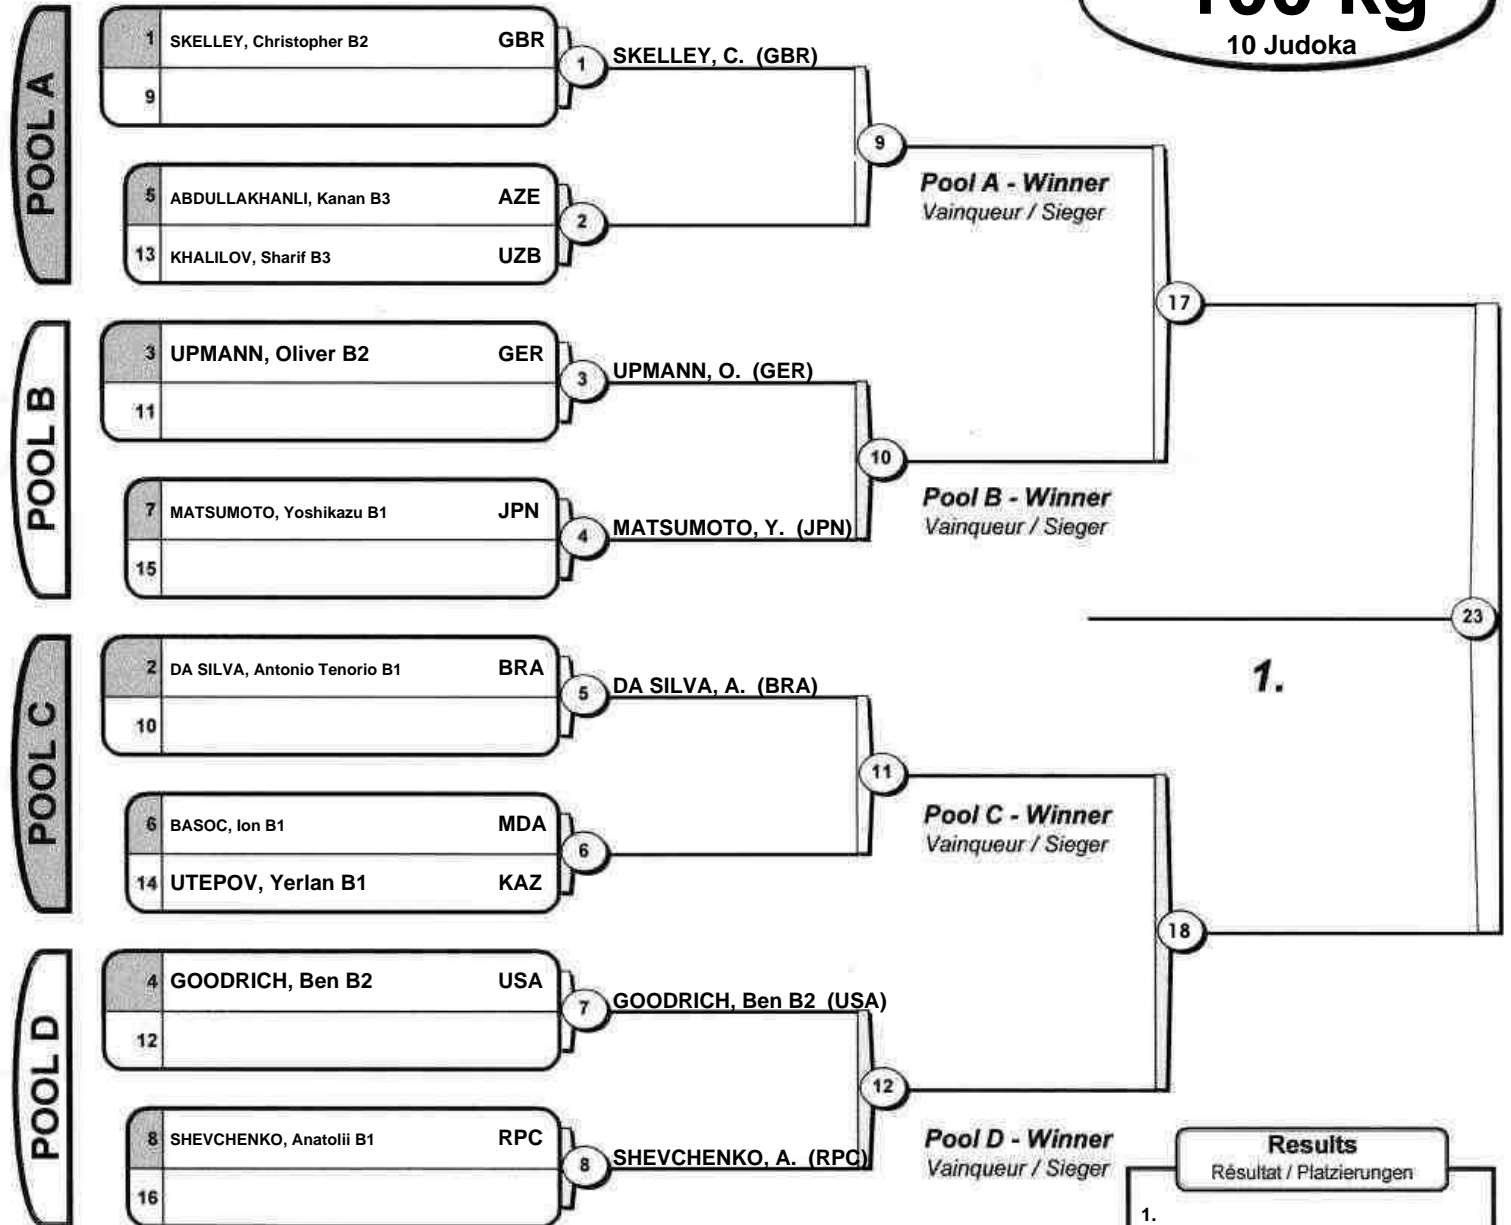 100 kg
10 Judoka
POOL A
1 SKELLEY, Christopher B2 GBR
9
1 SKELLEY, C. (GBR)
5 ABDULLAKHANLI, Kanan B3 AZE
13 KHALILOV, Sharif B3 UZB
2
9
Pool A - Winner
Vainqueur / Sieger
POOL B
3 UPMANN, Oliver B2 GER
11
3 UPMANN, O. (GER)
7 MATSUMOTO, Yoshikazu B1 JPN
15
4 MATSUMOTO, Y. (JPN)
10
Pool B - Winner
Vainqueur / Sieger
17
POOL C
2 DA SILVA, Antonio Tenorio B1 BRA
10
5 DA SILVA, A. (BRA)
6 BASOC, Ion B1 MDA
14 UTEPOV, Yerlan B1 KAZ
6
11
Pool C - Winner
Vainqueur / Sieger
POOL D
4 GOODRICH, Ben B2 USA
12
7 GOODRICH, Ben B2 (USA)
8 SHEVCHENKO, Anatolii B1 RPC
16
8 SHEVCHENKO, A. (RPC)
12
Pool D - Winner
Vainqueur / Sieger
18
23
1.
Results
Résultat / Platzierungen
1.